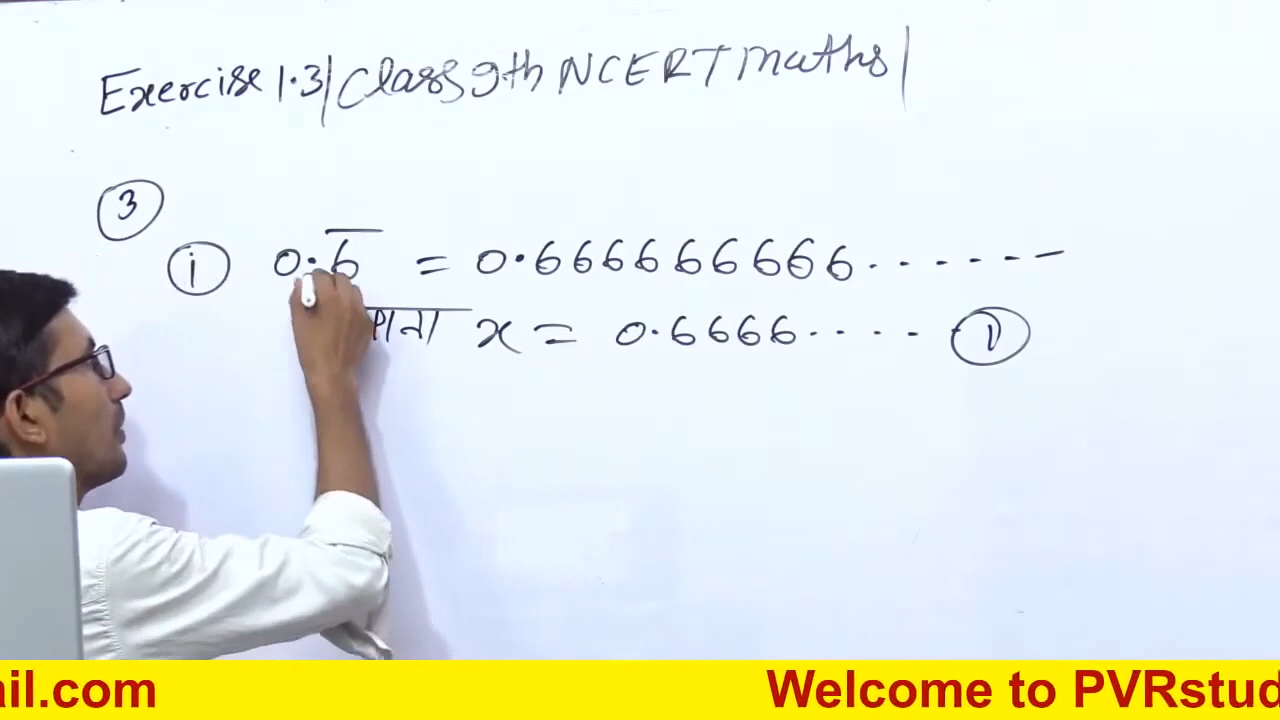 Exercise 1.3| Class 9th NCERT Maths|
3
i 0.6̅ = 0.666666666.......
माना x = 0.6666.... 1
ail.com
Welcome to PVRstud